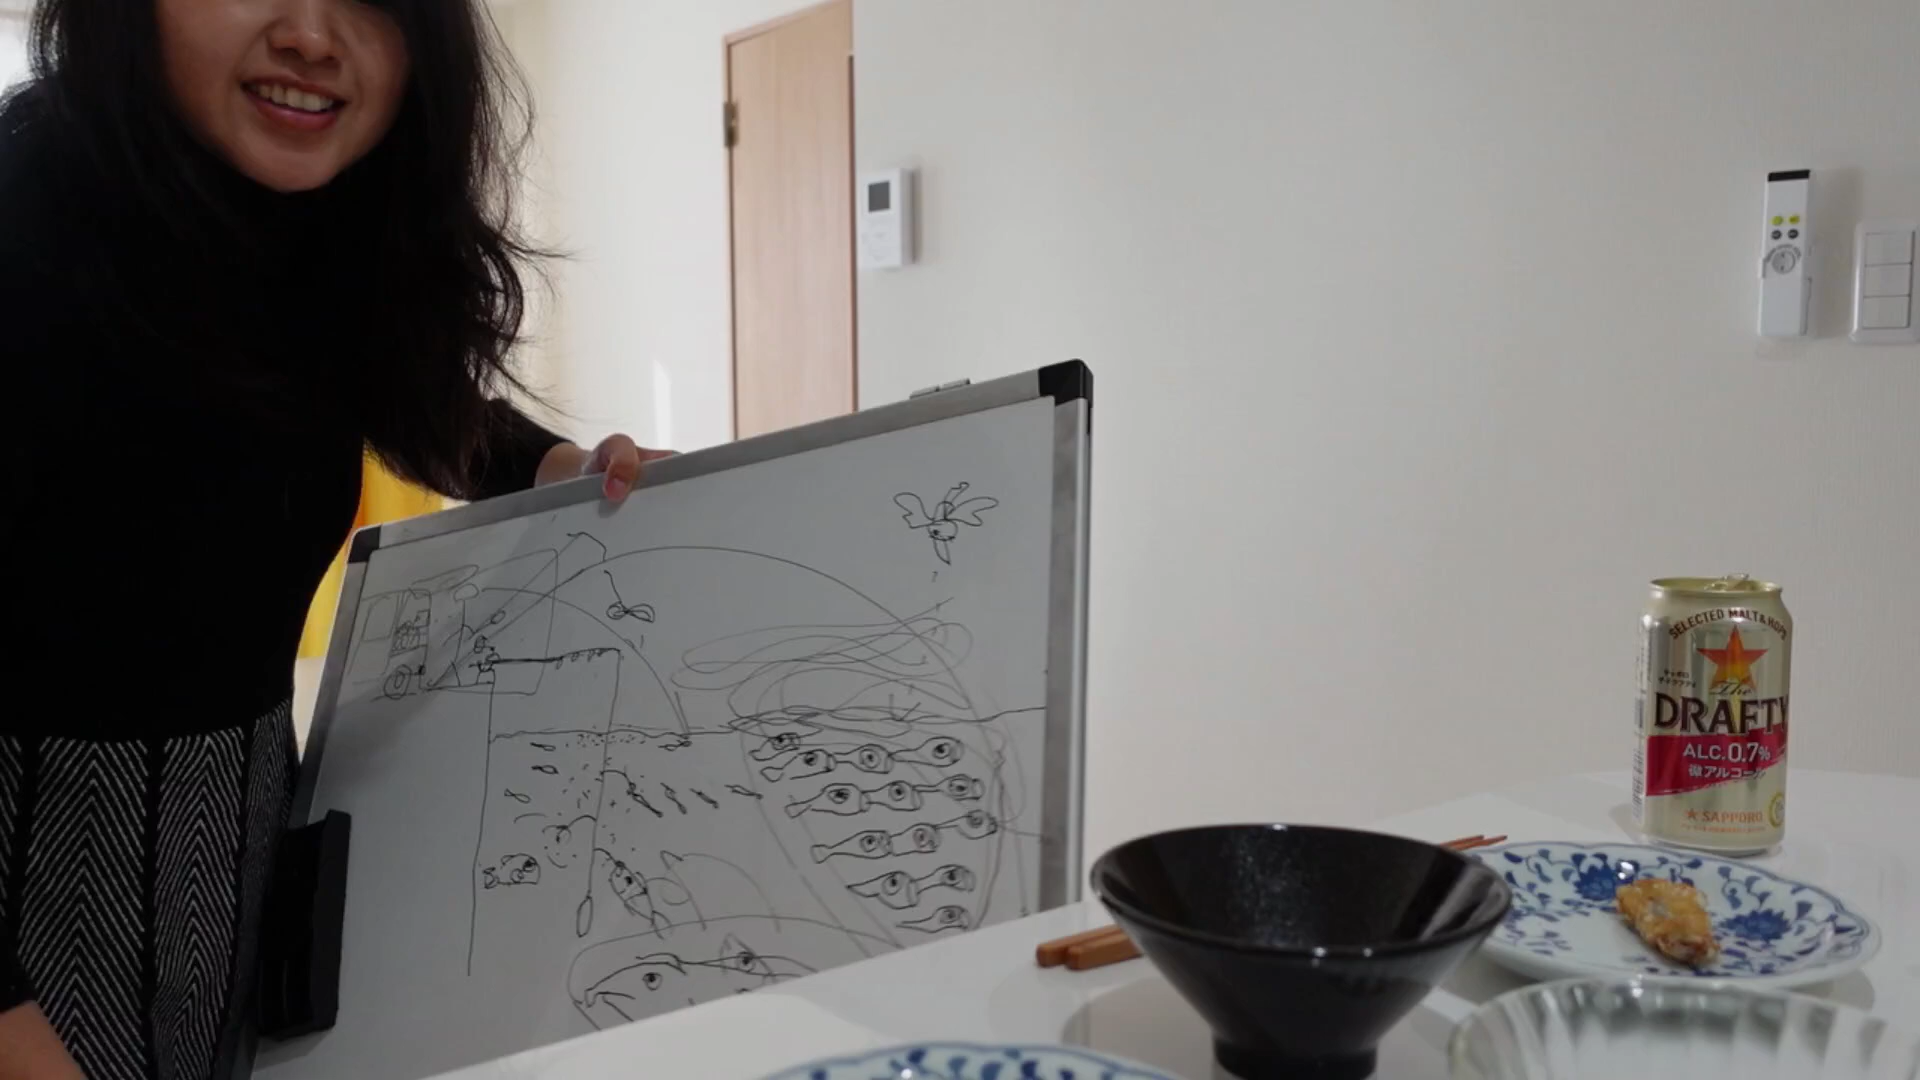 SELECTED MALT & HOPS
The
DRAFTY
ALC.0.7%
微アルコール
★ SAPPORO